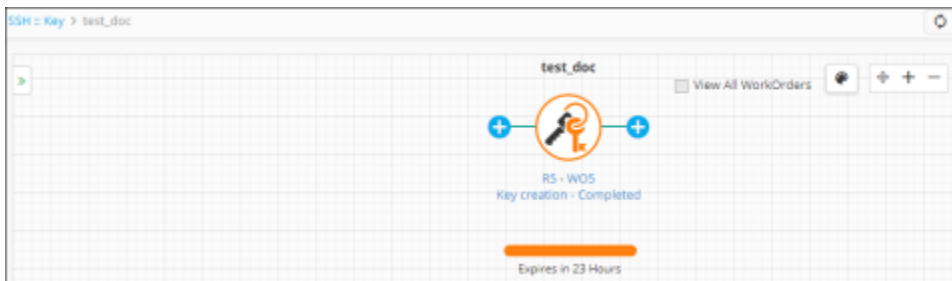 SSH :: Key > test_doc
test_doc
View All WorkOrders
RS - WO5
Key creation - Completed
Expires in 23 Hours